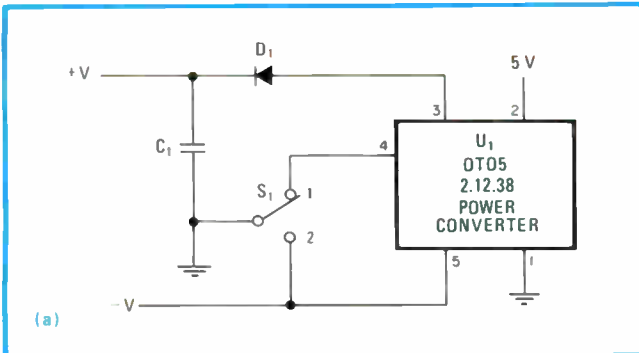 D₁
+V
5 V
3
2
C₁
4
U₁
OTO5
2.12.38
POWER
CONVERTER
S₁
1
2
5
1
−V
(a)